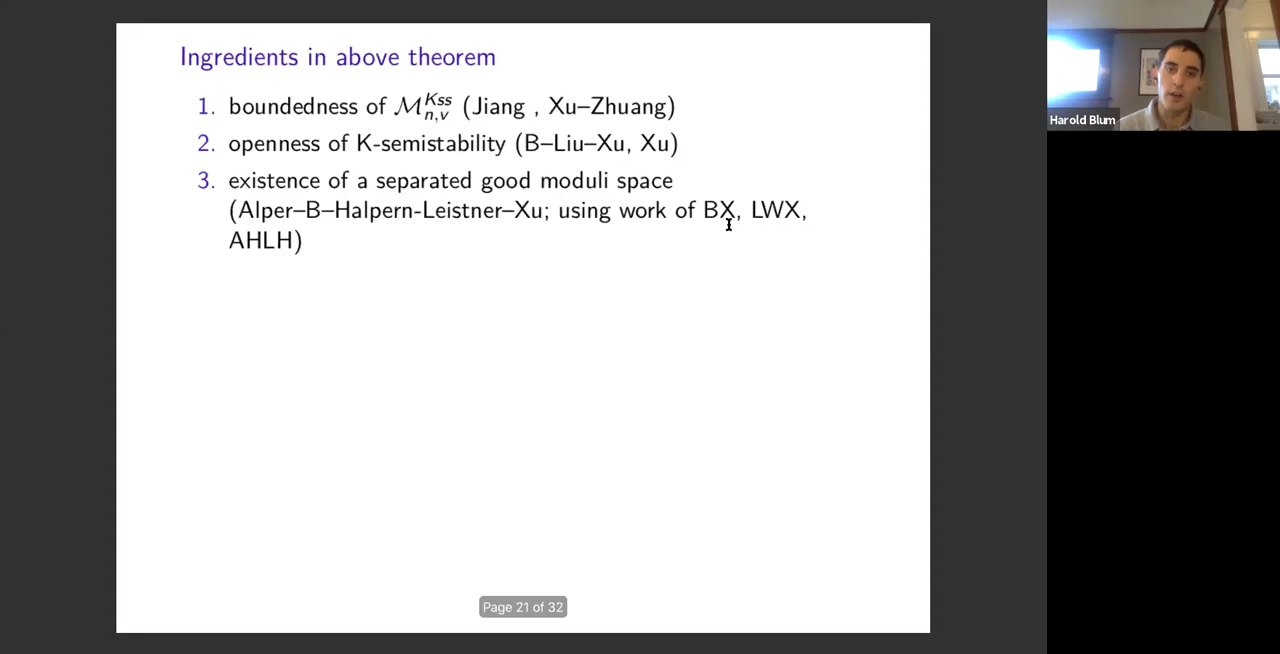 Ingredients in above theorem
1. boundedness of $\mathcal{M}^{Kss}_{n,v}$ (Jiang , Xu–Zhuang)
2. openness of K-semistability (B–Liu–Xu, Xu)
3. existence of a separated good moduli space
(Alper–B–Halpern-Leistner–Xu; using work of BX, LWX,
AHLH)
Page 21 of 32
Harold Blum